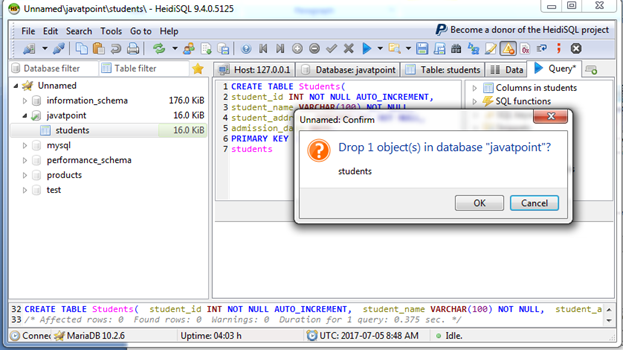 Unnamed\javatpoint\students\ - HeidiSQL 9.4.0.5125
File Edit Search Tools Go to Help
Become a donor of the HeidiSQL project
Database filter Table filter
Host: 127.0.0.1 Database: javatpoint Table: students Data Query*
Unnamed
information_schema 176.0 KiB
javatpoint 16.0 KiB
students 16.0 KiB
mysql
performance_schema
products
test
1 CREATE TABLE Students(
2 student_id INT NOT NULL AUTO_INCREMENT,
3 student_name VARCHAR(100) NOT NULL,
4 student_add NULL,
5 admission_da
6 PRIMARY KEY
7 students
Columns in students
SQL functions
Unnamed: Confirm
Drop 1 object(s) in database "javatpoint"?
students
OK Cancel
32 CREATE TABLE Students( student_id INT NOT NULL AUTO_INCREMENT, student_name VARCHAR(100) NOT NULL, student_a
33 /* Affected rows: 0 Found rows: 0 Warnings: 0 Duration for 1 query: 0.375 sec. */
Connec MariaDB 10.2.6 Uptime: 04:03 h UTC: 2017-07-05 8:48 AM Idle.